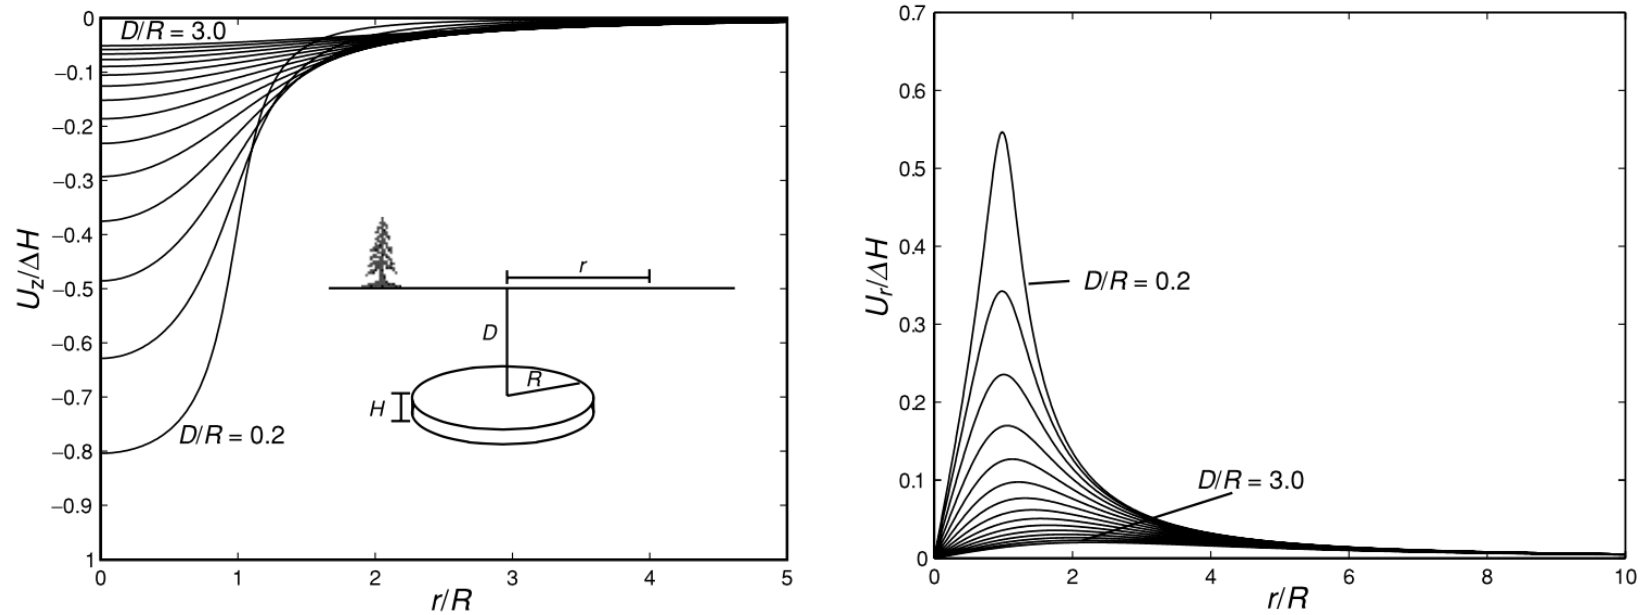 0
−0.1
−0.2
−0.3
−0.4
−0.5
−0.6
−0.7
−0.8
−0.9
1
U_z/ΔH
D/R = 3.0
D/R = 0.2
r
D
R
H
0 1 2 3 4 5
r/R
0.7
0.6
0.5
0.4
0.3
0.2
0.1
0
U_r/ΔH
D/R = 0.2
D/R = 3.0
0 2 4 6 8 10
r/R